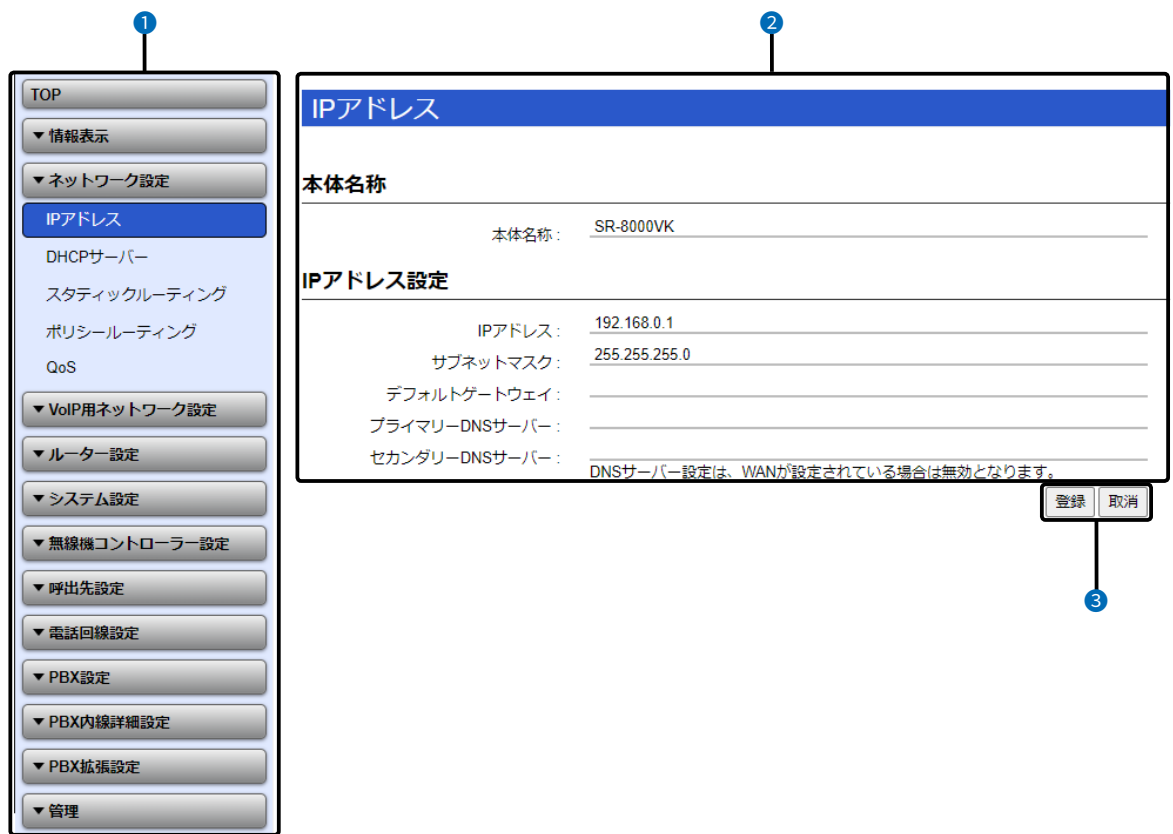 1
2
TOP
▼情報表示
▼ネットワーク設定
IPアドレス
DHCPサーバー
スタティックルーティング
ポリシールーティング
QoS
▼VoIP用ネットワーク設定
▼ルーター設定
▼システム設定
▼無線機コントローラー設定
▼呼出先設定
▼電話回線設定
▼PBX設定
▼PBX内線詳細設定
▼PBX拡張設定
▼管理
IPアドレス
本体名称
本体名称 : SR-8000VK
IPアドレス設定
IPアドレス : 192.168.0.1
サブネットマスク : 255.255.255.0
デフォルトゲートウェイ :
プライマリーDNSサーバー :
セカンダリーDNSサーバー :
DNSサーバー設定は、WANが設定されている場合は無効となります。
登録 取消
3